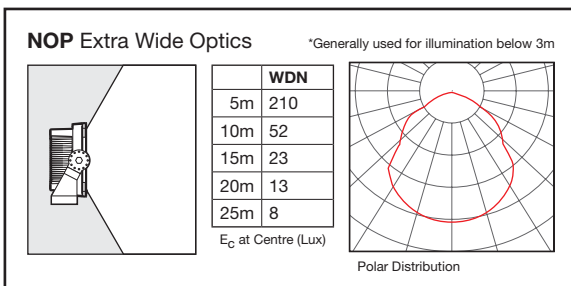 NOP Extra Wide Optics
*Generally used for illumination below 3m
WDN
5m 210
10m 52
15m 23
20m 13
25m 8
EC at Centre (Lux)
Polar Distribution